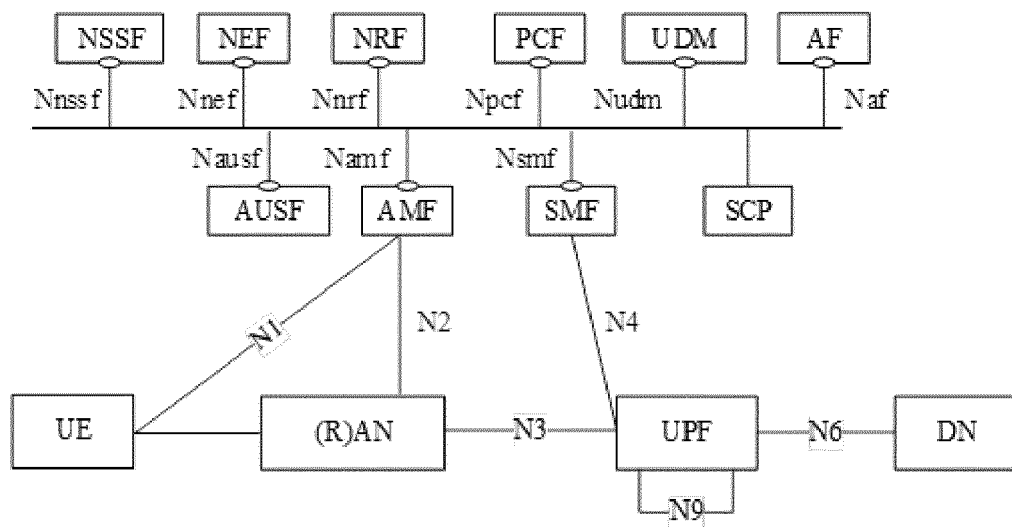 NSSF NEF NRF PCF UDM AF
Nnssf Nnef Nnrf Npcf Nudm Naf
Nausf Namf Nsmf
AUSF AMF SMF SCP
N1 N2 N4
UE (R)AN N3 UPF N6 DN
N9